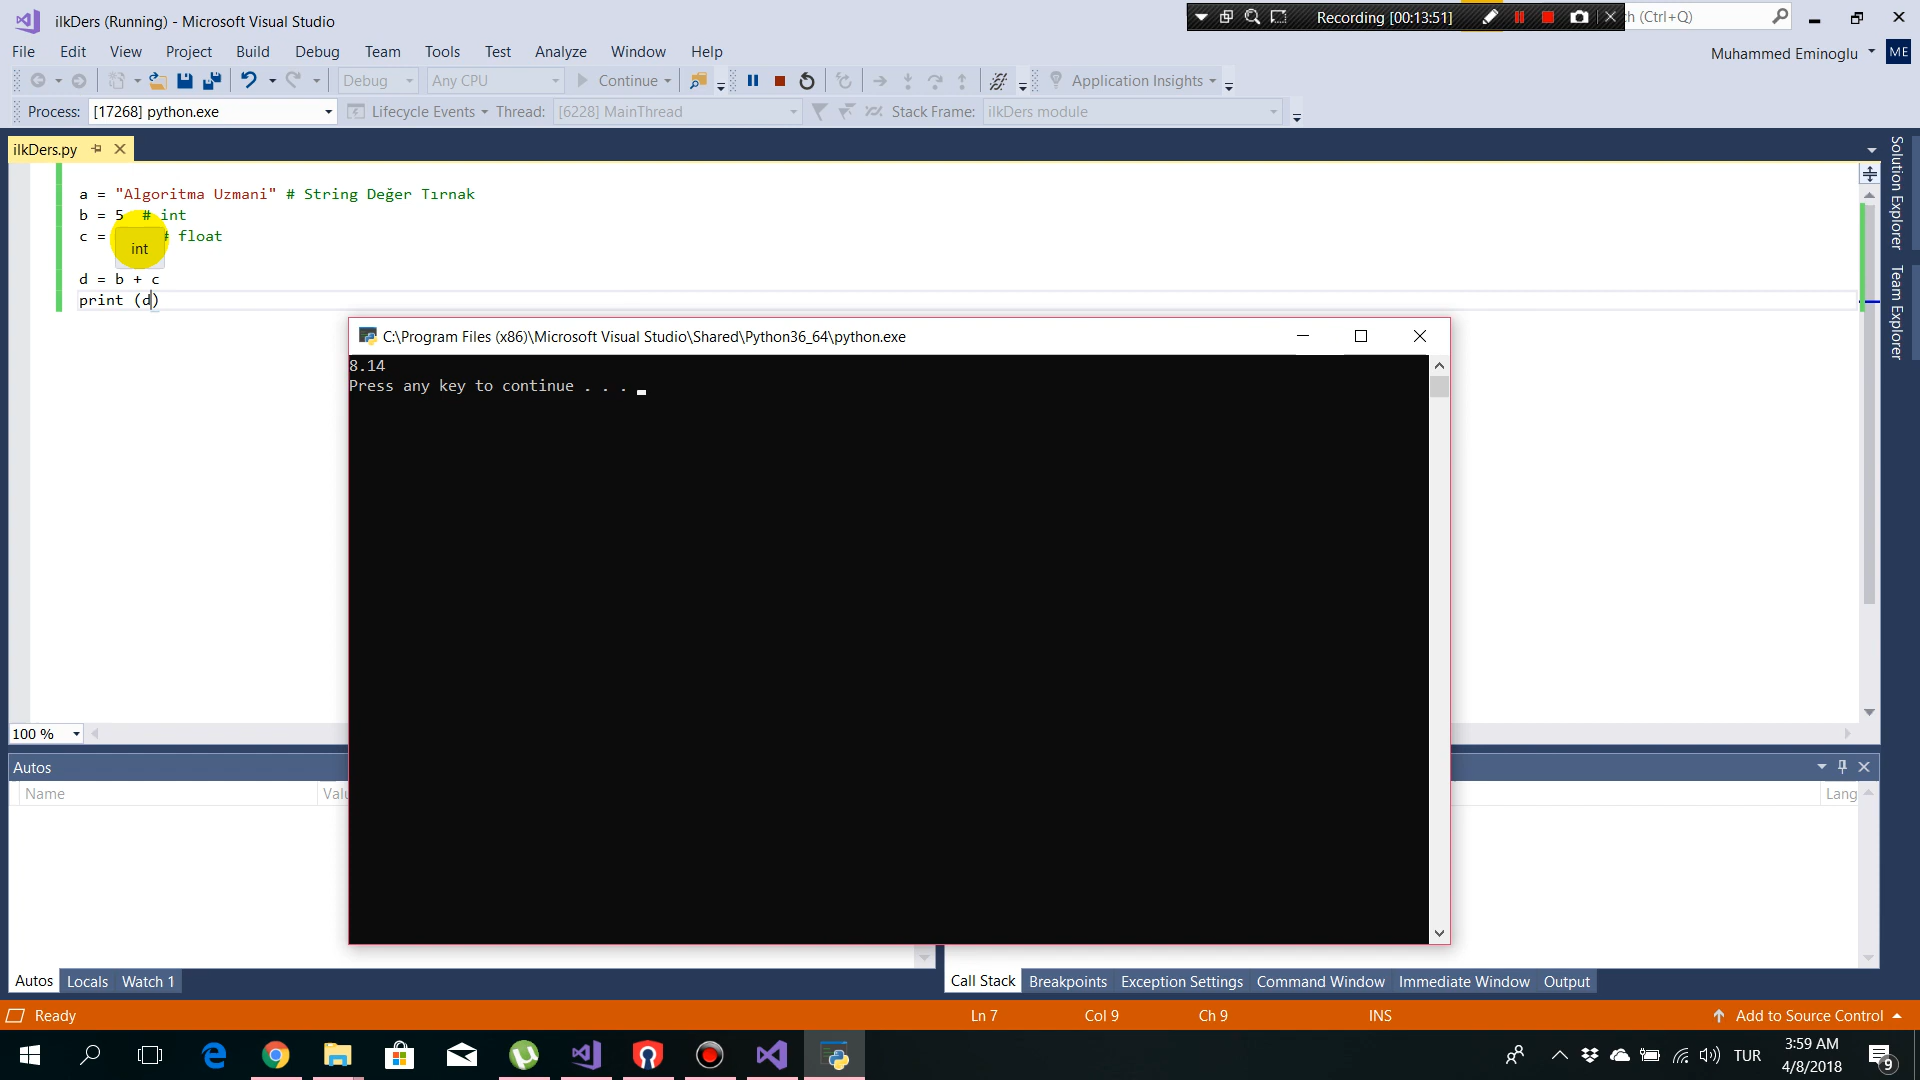 ilkDers (Running) - Microsoft Visual Studio
Recording [00:13:51]
ch (Ctrl+Q)
File Edit View Project Build Debug Team Tools Test Analyze Window Help
Muhammed Eminoglu ME
Debug Any CPU Continue Application Insights
Process: [17268] python.exe Lifecycle Events Thread: [6228] MainThread Stack Frame: ilkDers module
ilkDers.py
a = "Algoritma Uzmani" # String Değer Tırnak
b = 5 # int
c = # float
int
d = b + c
print (d)
Solution Explorer
Team Explorer
C:\Program Files (x86)\Microsoft Visual Studio\Shared\Python36_64\python.exe
8.14
Press any key to continue . . .
100 %
Autos
Name Valu
Lang
Autos Locals Watch 1
Call Stack Breakpoints Exception Settings Command Window Immediate Window Output
Ready Ln 7 Col 9 Ch 9 INS Add to Source Control
TUR
3:59 AM
4/8/2018
9